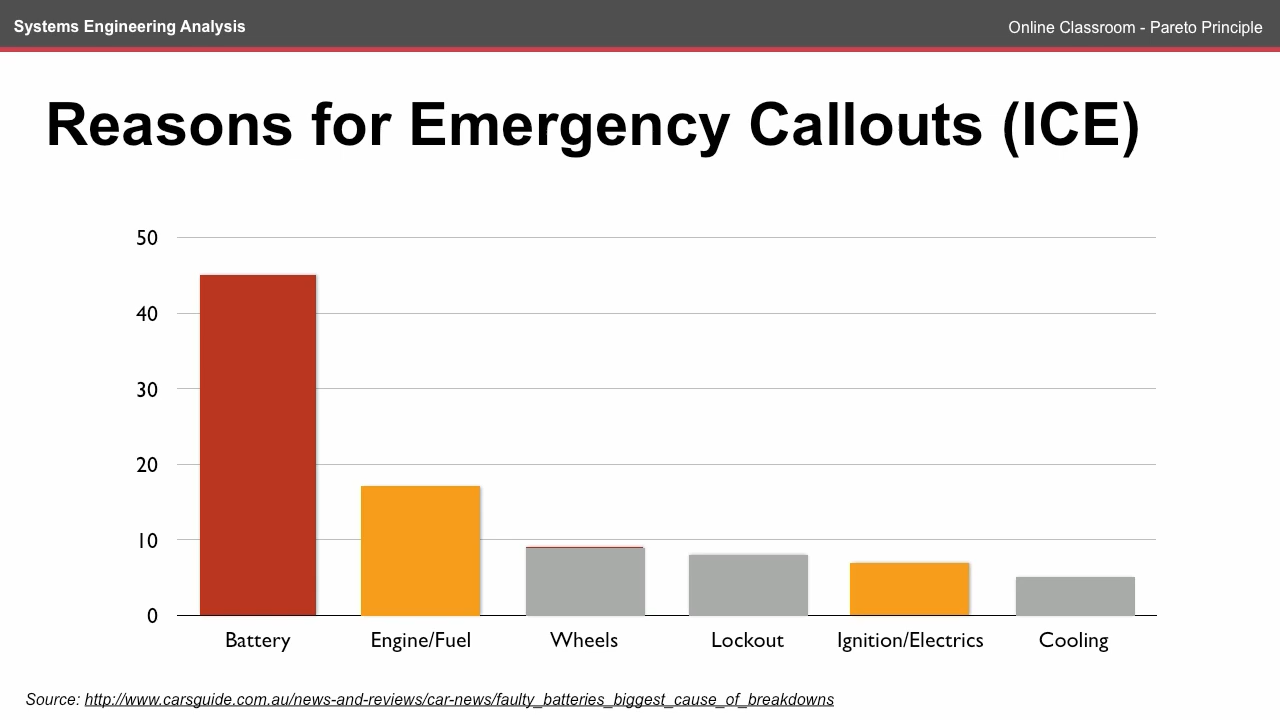 Systems Engineering Analysis
Online Classroom - Pareto Principle
Reasons for Emergency Callouts (ICE)
50
40
30
20
10
0
Battery
Engine/Fuel
Wheels
Lockout
Ignition/Electrics
Cooling
Source: http://www.carsguide.com.au/news-and-reviews/car-news/faulty_batteries_biggest_cause_of_breakdowns